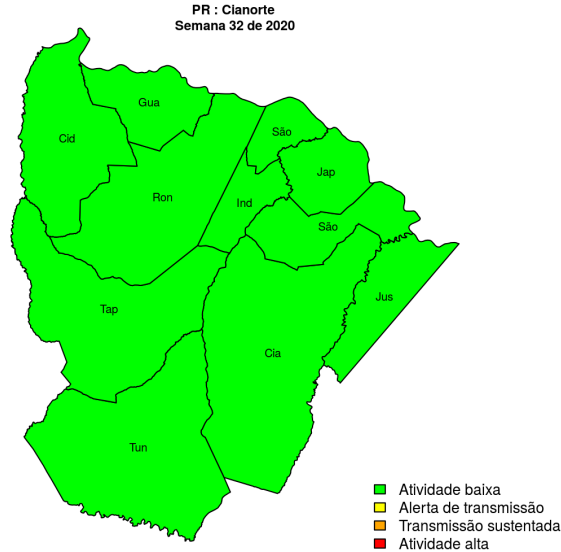 PR : Cianorte
Semana 32 de 2020
Gua
São
Cid
Jap
Ron
Ind
São
Jus
Tap
Cia
Tun
Atividade baixa
Alerta de transmissão
Transmissão sustentada
Atividade alta